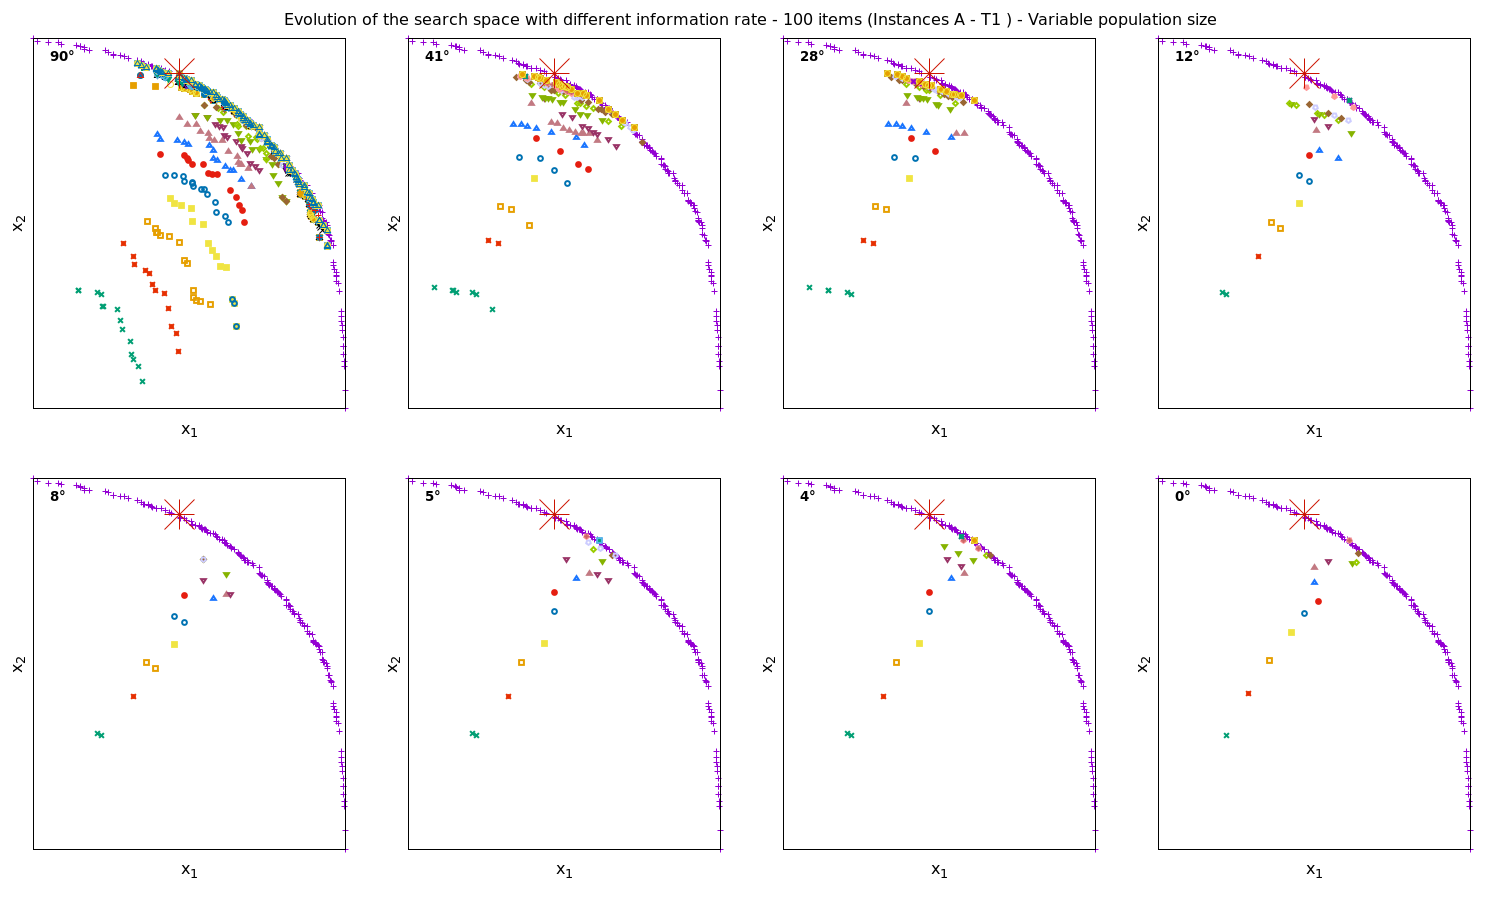 Evolution of the search space with different information rate - 100 items (Instances A - T1 ) - Variable population size
90°
41°
28°
12°
x2
x2
x2
x2
x1
x1
x1
x1
8°
5°
4°
0°
x2
x2
x2
x2
x1
x1
x1
x1